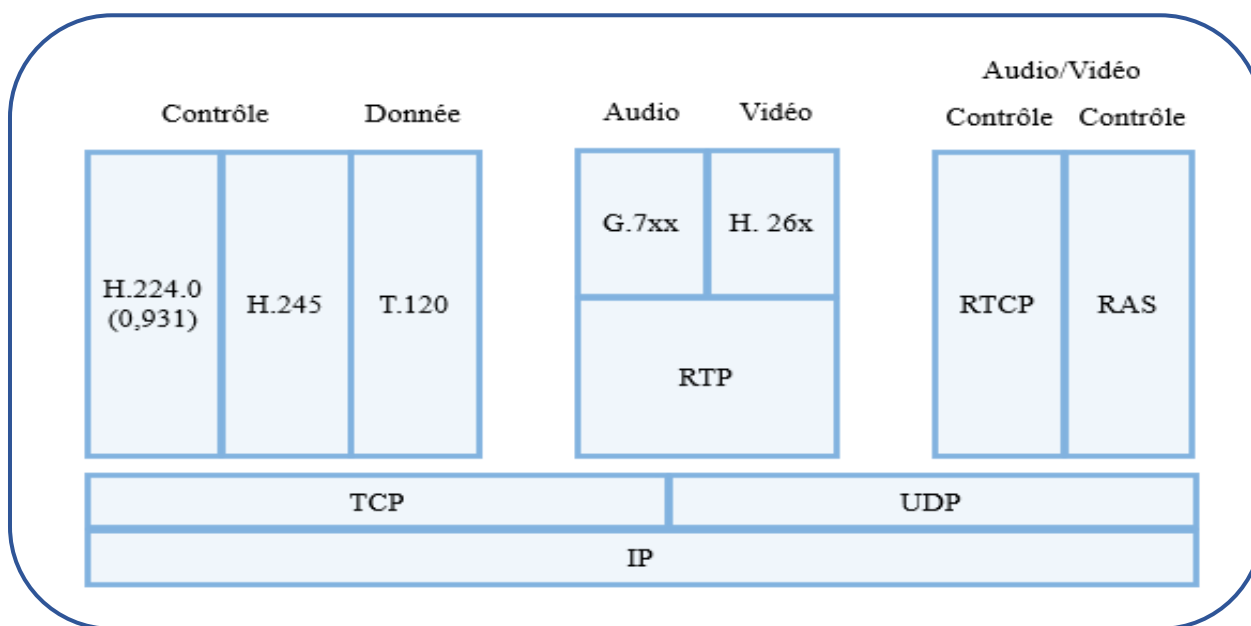 Audio/Vidéo
Contrôle Donnée Audio Vidéo Contrôle Contrôle
G.7xx H. 26x
H.224.0
(0,931)
H.245 T.120 RTCP RAS
RTP
TCP UDP
IP